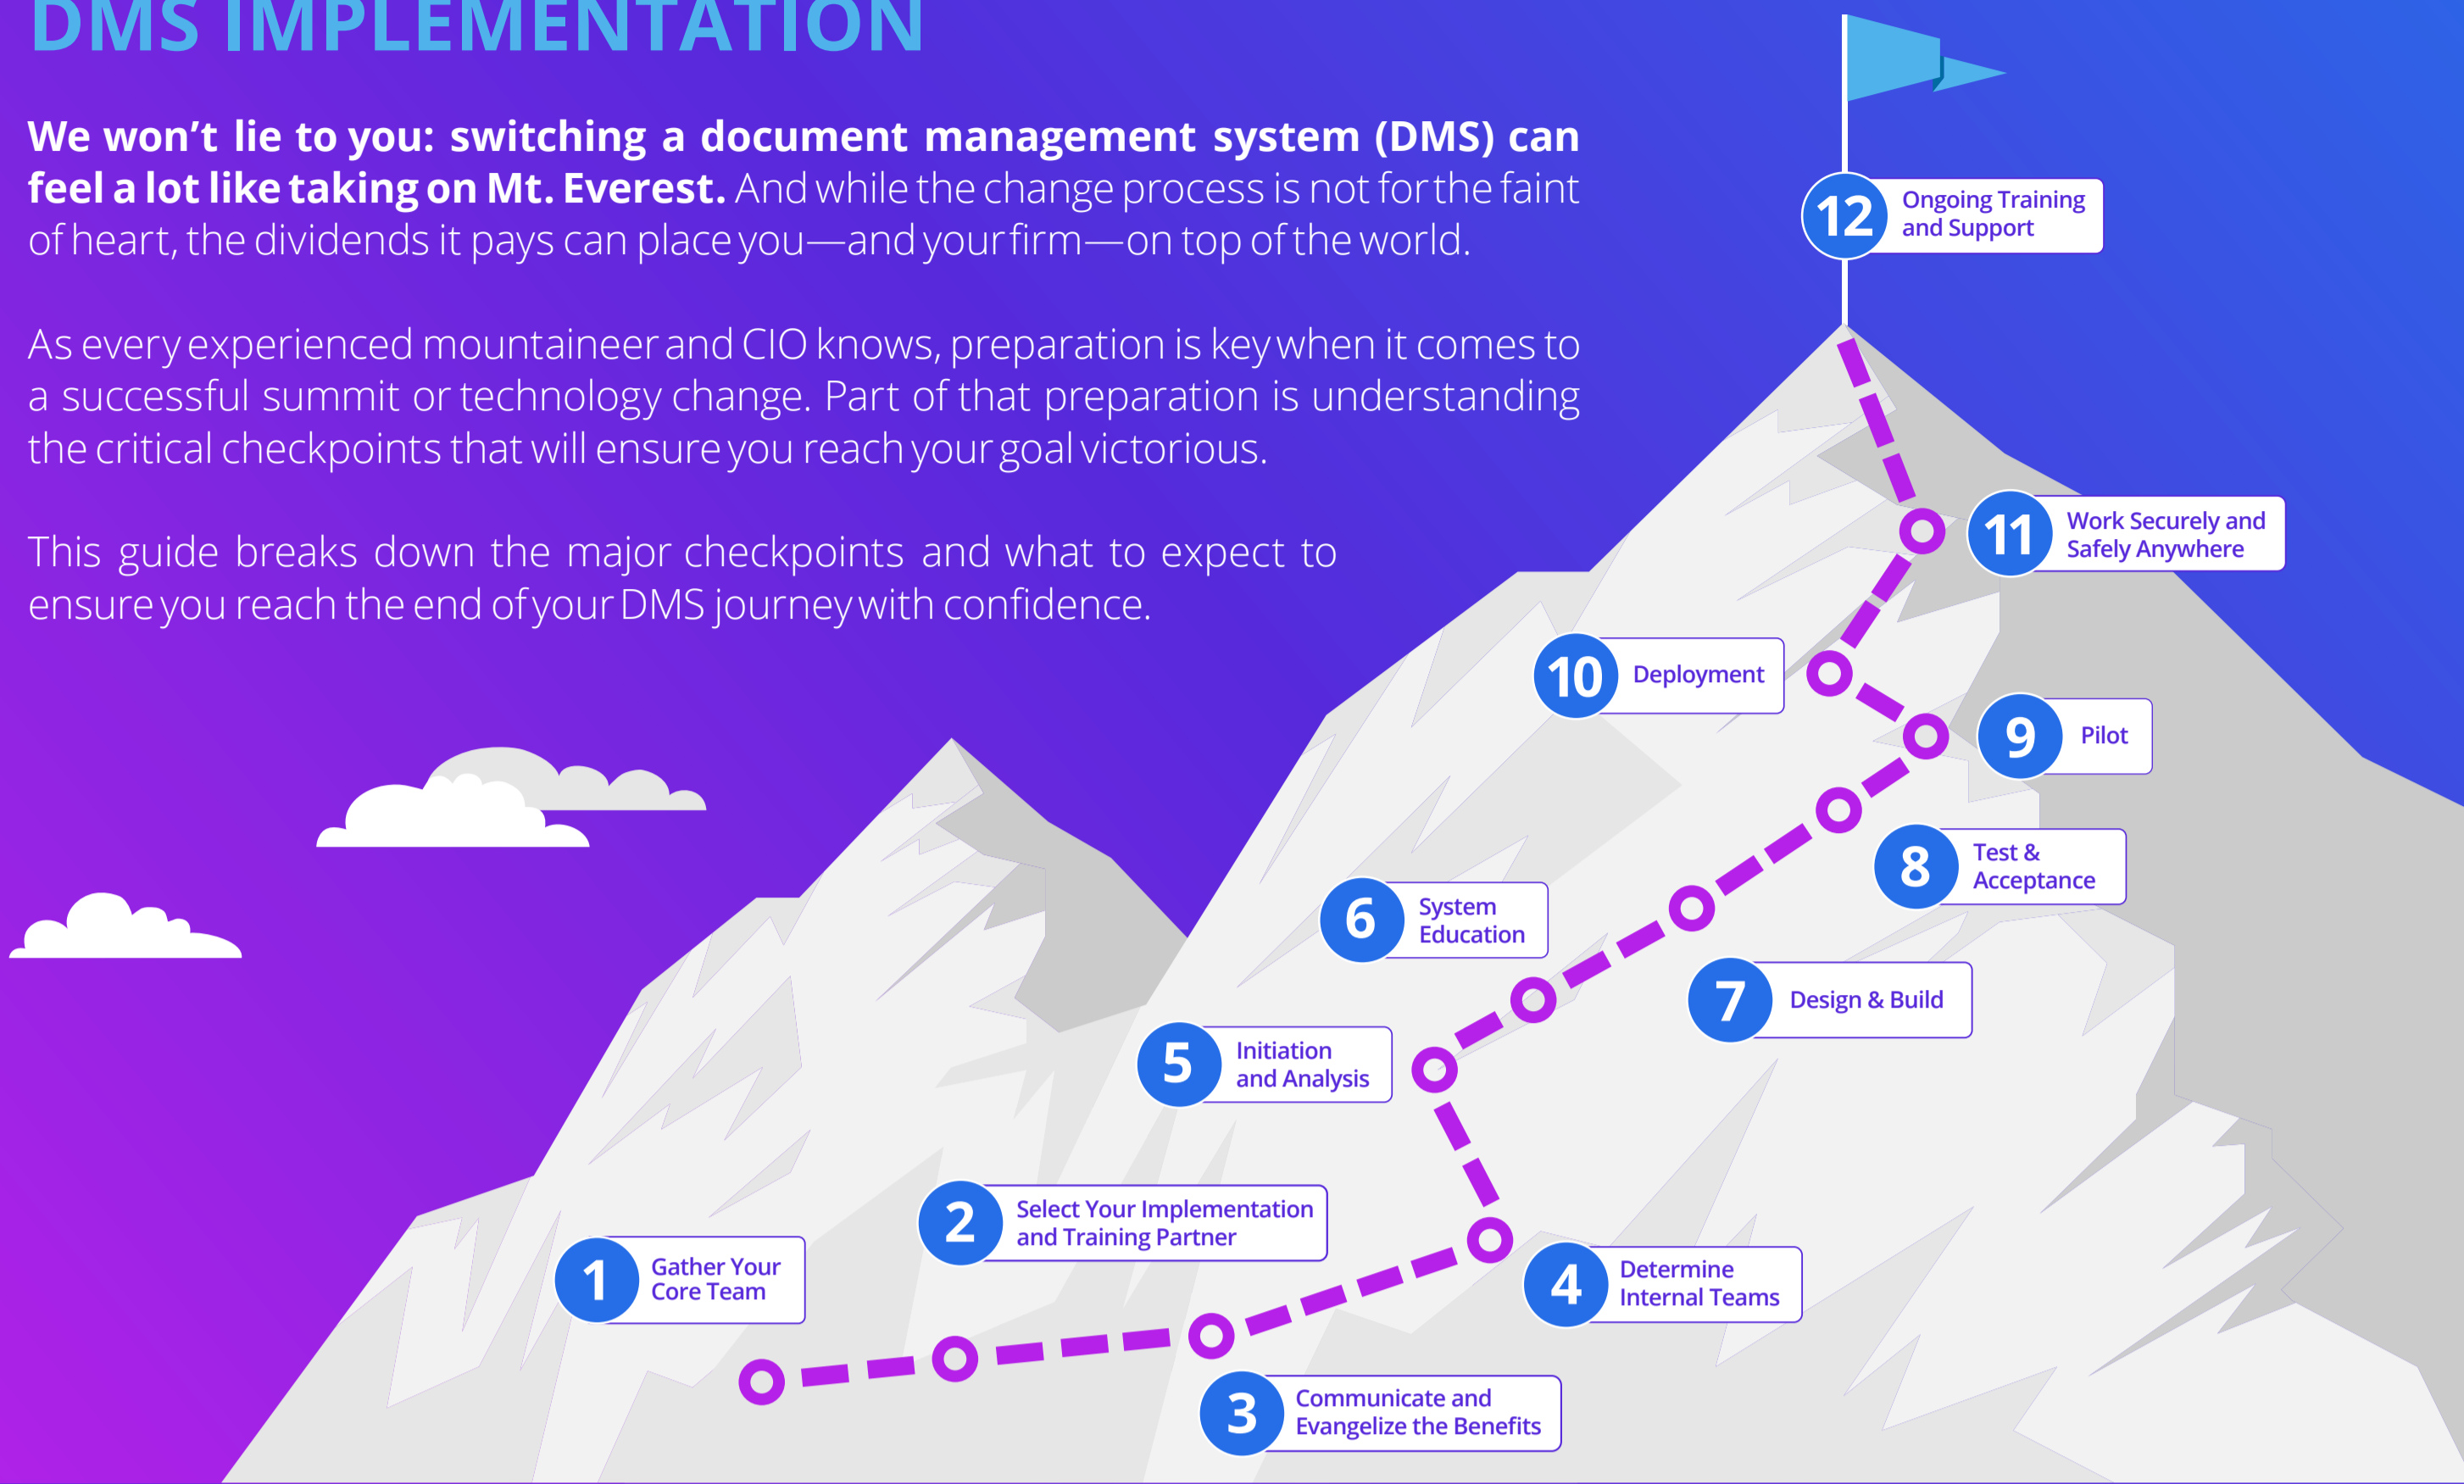 DMS IMPLEMENTATION
We won’t lie to you: switching a document management system (DMS) can
feel a lot like taking on Mt. Everest. And while the change process is not for the faint
of heart, the dividends it pays can place you—and your firm—on top of the world.
As every experienced mountaineer and CIO knows, preparation is key when it comes to
a successful summit or technology change. Part of that preparation is understanding
the critical checkpoints that will ensure you reach your goal victorious.
This guide breaks down the major checkpoints and what to expect to
ensure you reach the end of your DMS journey with confidence.
1
Gather Your
Core Team
2
Select Your Implementation
and Training Partner
3
Communicate and
Evangelize the Benefits
4
Determine
Internal Teams
5
Initiation
and Analysis
6
System
Education
7
Design & Build
8
Test &
Acceptance
9
Pilot
10
Deployment
11
Work Securely and
Safely Anywhere
12
Ongoing Training
and Support